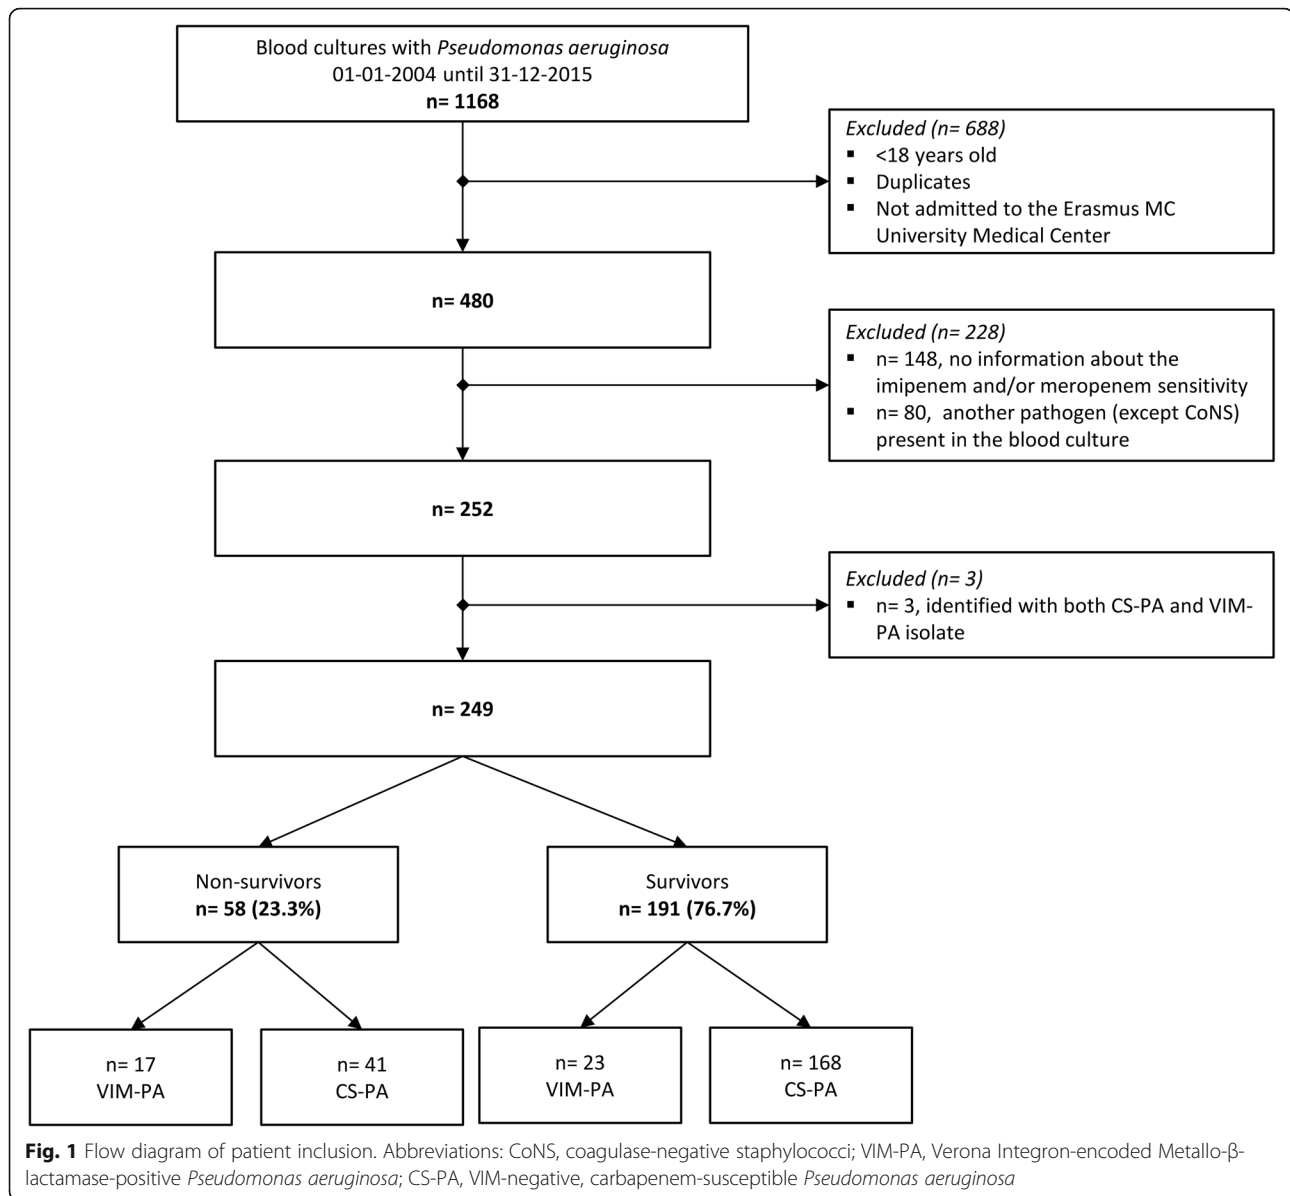 Blood cultures with Pseudomonas aeruginosa
01-01-2004 until 31-12-2015
n= 1168
Excluded (n= 688)
▪ <18 years old
▪ Duplicates
▪ Not admitted to the Erasmus MC
University Medical Center
n= 480
Excluded (n= 228)
▪ n= 148, no information about the
imipenem and/or meropenem sensitivity
▪ n= 80, another pathogen (except CoNS)
present in the blood culture
n= 252
Excluded (n= 3)
▪ n= 3, identified with both CS-PA and VIM-
PA isolate
n= 249
Non-survivors
n= 58 (23.3%)
Survivors
n= 191 (76.7%)
n= 17
VIM-PA
n= 41
CS-PA
n= 23
VIM-PA
n= 168
CS-PA
Fig. 1 Flow diagram of patient inclusion. Abbreviations: CoNS, coagulase-negative staphylococci; VIM-PA, Verona Integron-encoded Metallo-β-
lactamase-positive Pseudomonas aeruginosa; CS-PA, VIM-negative, carbapenem-susceptible Pseudomonas aeruginosa